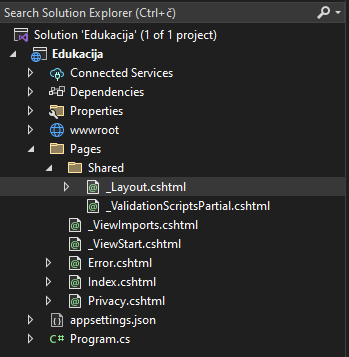 Search Solution Explorer (Ctrl+č)
Solution 'Edukacija' (1 of 1 project)
Edukacija
Connected Services
Dependencies
Properties
wwwroot
Pages
Shared
_Layout.cshtml
_ValidationScriptsPartial.cshtml
_ViewImports.cshtml
_ViewStart.cshtml
Error.cshtml
Index.cshtml
Privacy.cshtml
appsettings.json
C# Program.cs